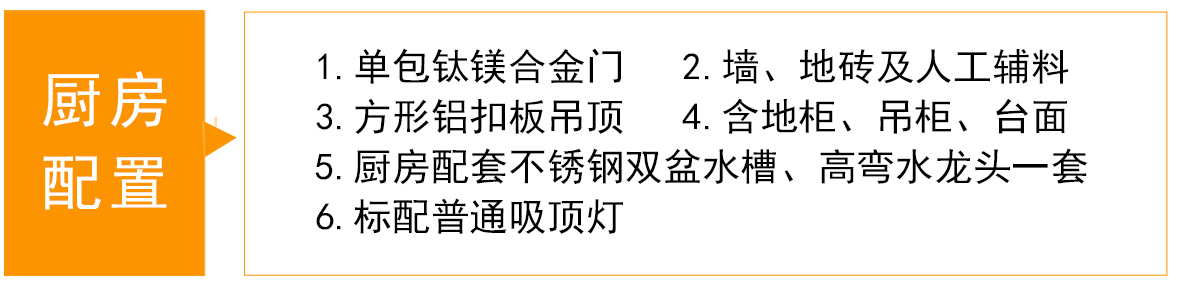 厨房
配置
1.单包钛镁合金门 2.墙、地砖及人工辅料
3.方形铝扣板吊顶 4.含地柜、吊柜、台面
5.厨房配套不锈钢双盆水槽、高弯水龙头一套
6.标配普通吸顶灯